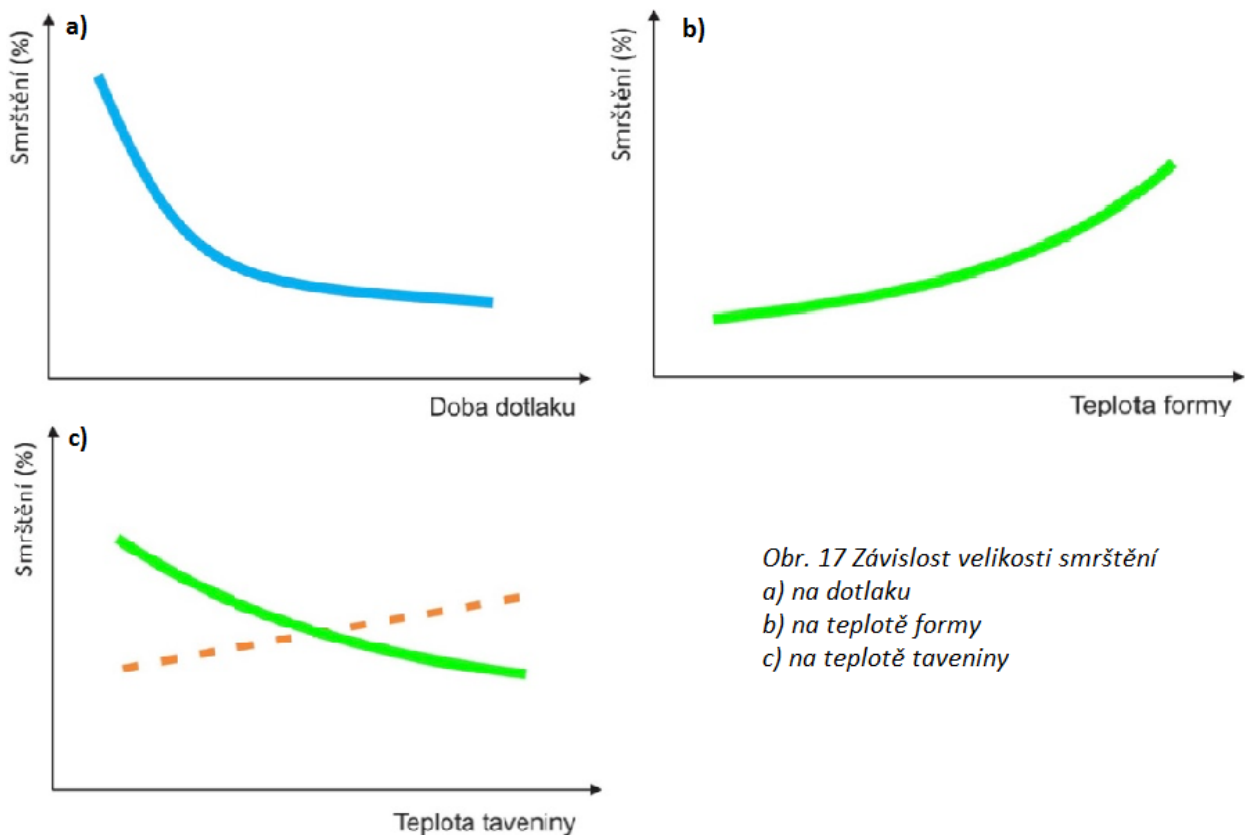 a)
Smrštění (%)
Doba dotlaku
b)
Smrštění (%)
Teplota formy
c)
Smrštění (%)
Teplota taveniny
Obr. 17 Závislost velikosti smrštění
a) na dotlaku
b) na teplotě formy
c) na teplotě taveniny